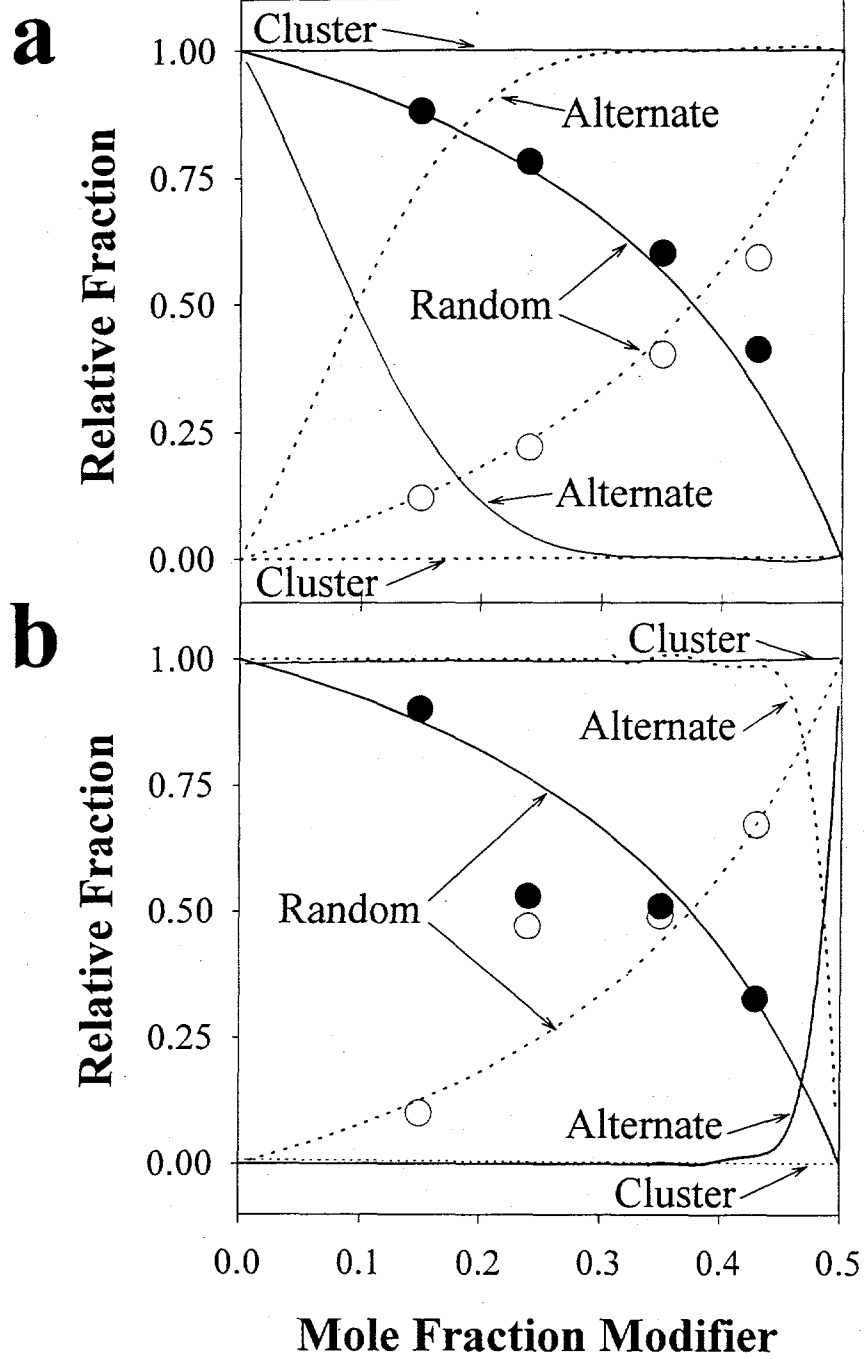 a
Cluster
1.00
Alternate
0.75
Relative Fraction
0.50
Random
0.25
Alternate
0.00
Cluster
b
Cluster
1.00
Alternate
0.75
Relative Fraction
0.50
Random
0.25
Alternate
0.00
Cluster
0.0 0.1 0.2 0.3 0.4 0.5
Mole Fraction Modifier